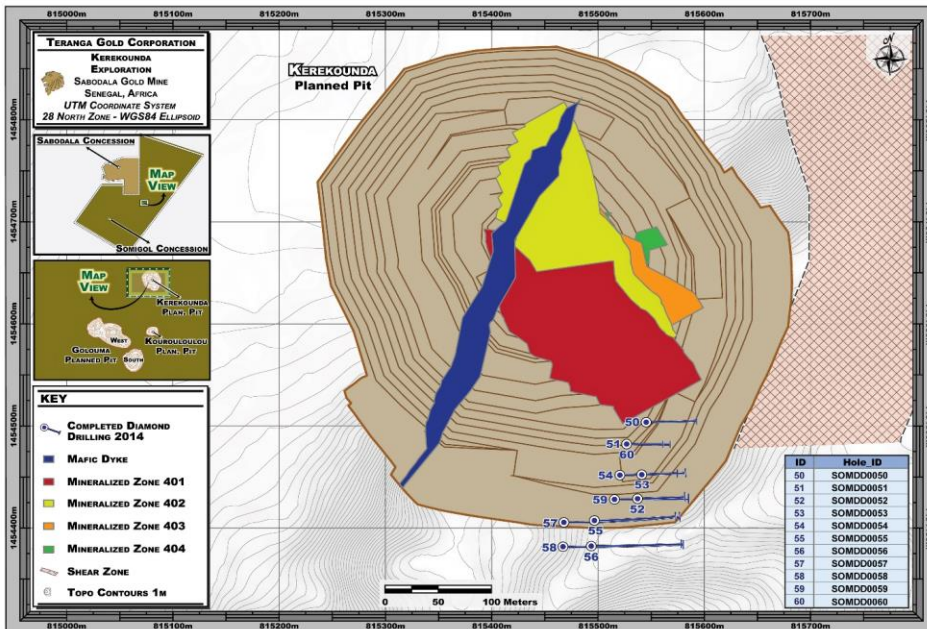 815000m 815100m 815300m 815400m 815500m 815600m 815700m
Teranga Gold Corporation
Kerekounda
Exploration
Sabodala Gold Mine
Senegal, Africa
UTM Coordinate System
28 North Zone - WGS84 Ellipsoid
Kerekounda
Planned Pit
N
1454800m
1454700m
1454600m
1454500m
1454400m
1454800m
1454700m
1454600m
1454500m
1454400m
Sabodala Concession
Map
View
Somigol Concession
Map
View
Kerekounda
Plan. Pit
West
Golouma
Planned Pit
South
Kourouloulou
Plan. Pit
KEY
Completed Diamond
Drilling 2014
Mafic Dyke
Mineralized Zone 401
Mineralized Zone 402
Mineralized Zone 403
Mineralized Zone 404
Shear Zone
Topo Contours 1m
50
51
60
54
53
59
52
57
55
58
56
0 50 100 Meters
ID Hole_ID
50 SOMDD0050
51 SOMDD0051
52 SOMDD0052
53 SOMDD0053
54 SOMDD0054
55 SOMDD0055
56 SOMDD0056
57 SOMDD0057
58 SOMDD0058
59 SOMDD0059
60 SOMDD0060
815000m 815100m 815300m 815400m 815500m 815600m 815700m